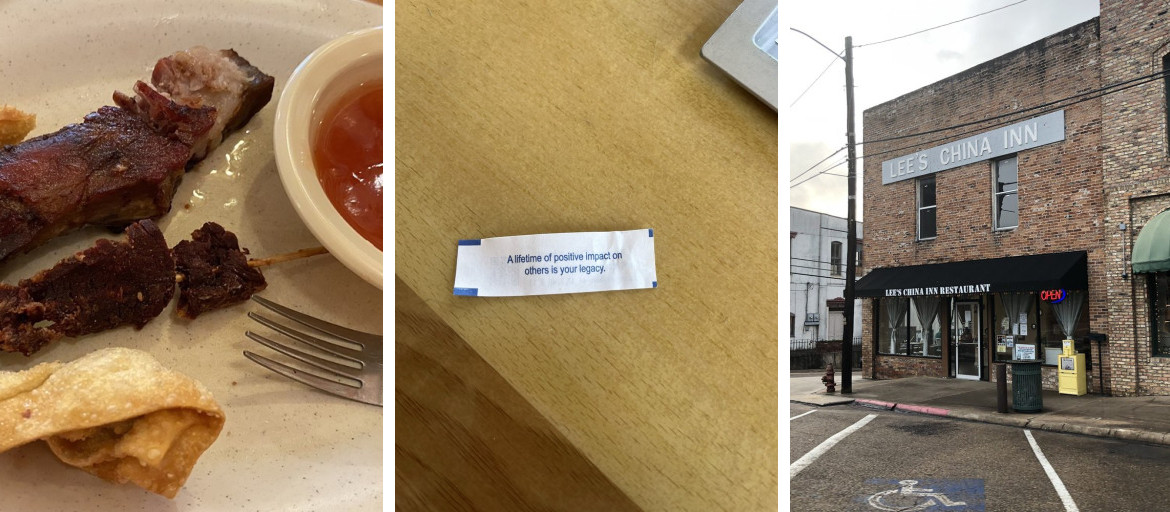 A lifetime of positive impact on
others is your legacy.
LEE'S CHINA INN
LEE'S CHINA INN RESTAURANT
OPEN